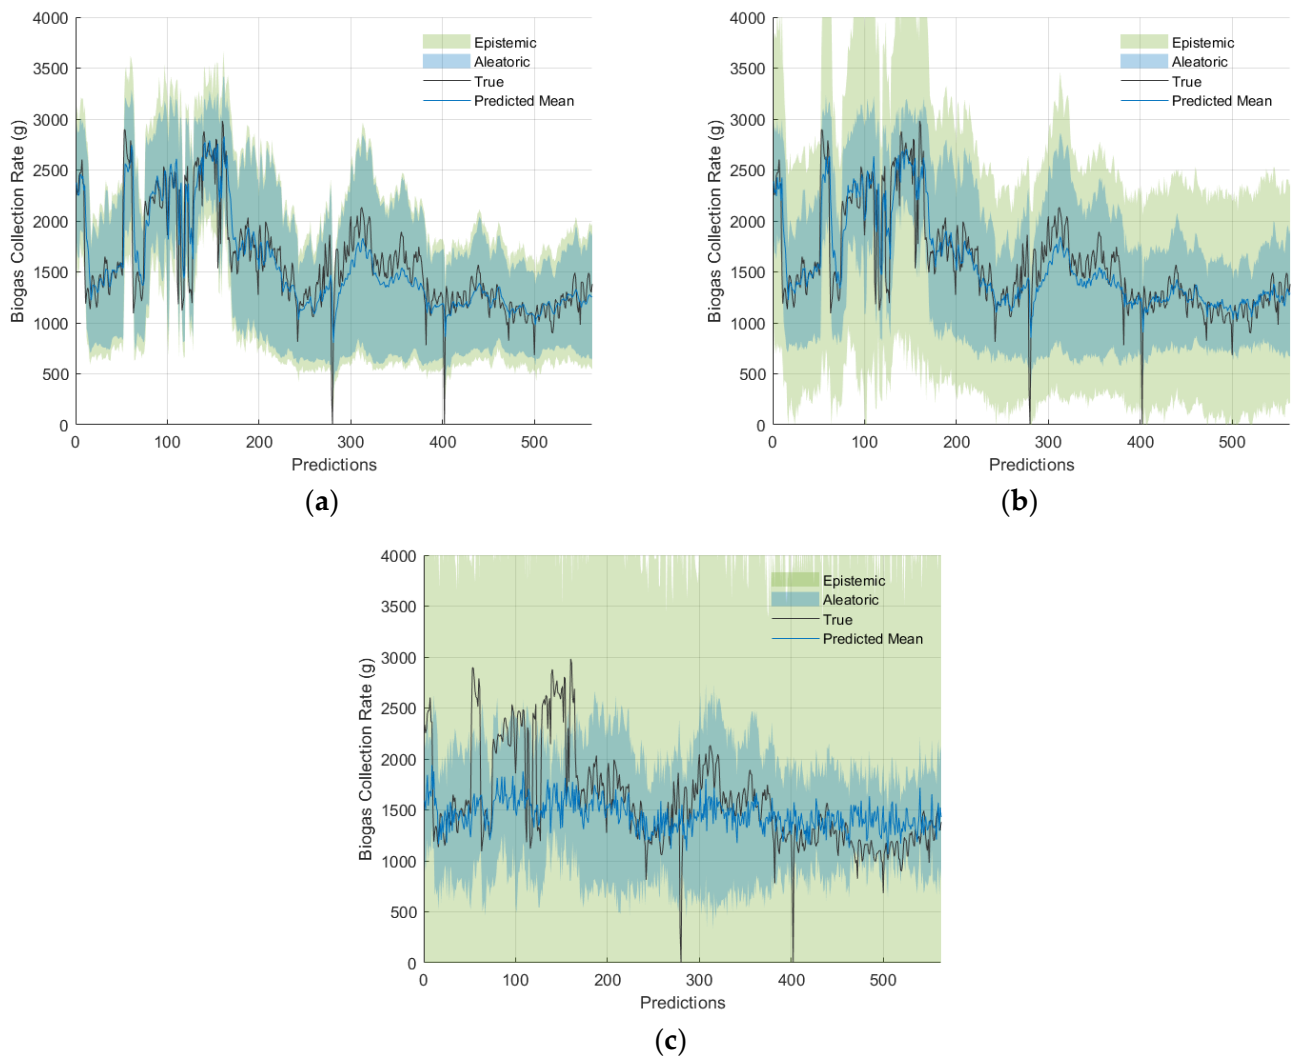 4000
3500
3000
2500
2000
1500
1000
500
0
Biogas Collection Rate (g)
Epistemic
Aleatoric
True
Predicted Mean
0 100 200 300 400 500
Predictions
(a)
4000
3500
3000
2500
2000
1500
1000
500
0
Biogas Collection Rate (g)
Epistemic
Aleatoric
True
Predicted Mean
0 100 200 300 400 500
Predictions
(b)
4000
3500
3000
2500
2000
1500
1000
500
0
Biogas Collection Rate (g)
Epistemic
Aleatoric
True
Predicted Mean
0 100 200 300 400 500
Predictions
(c)